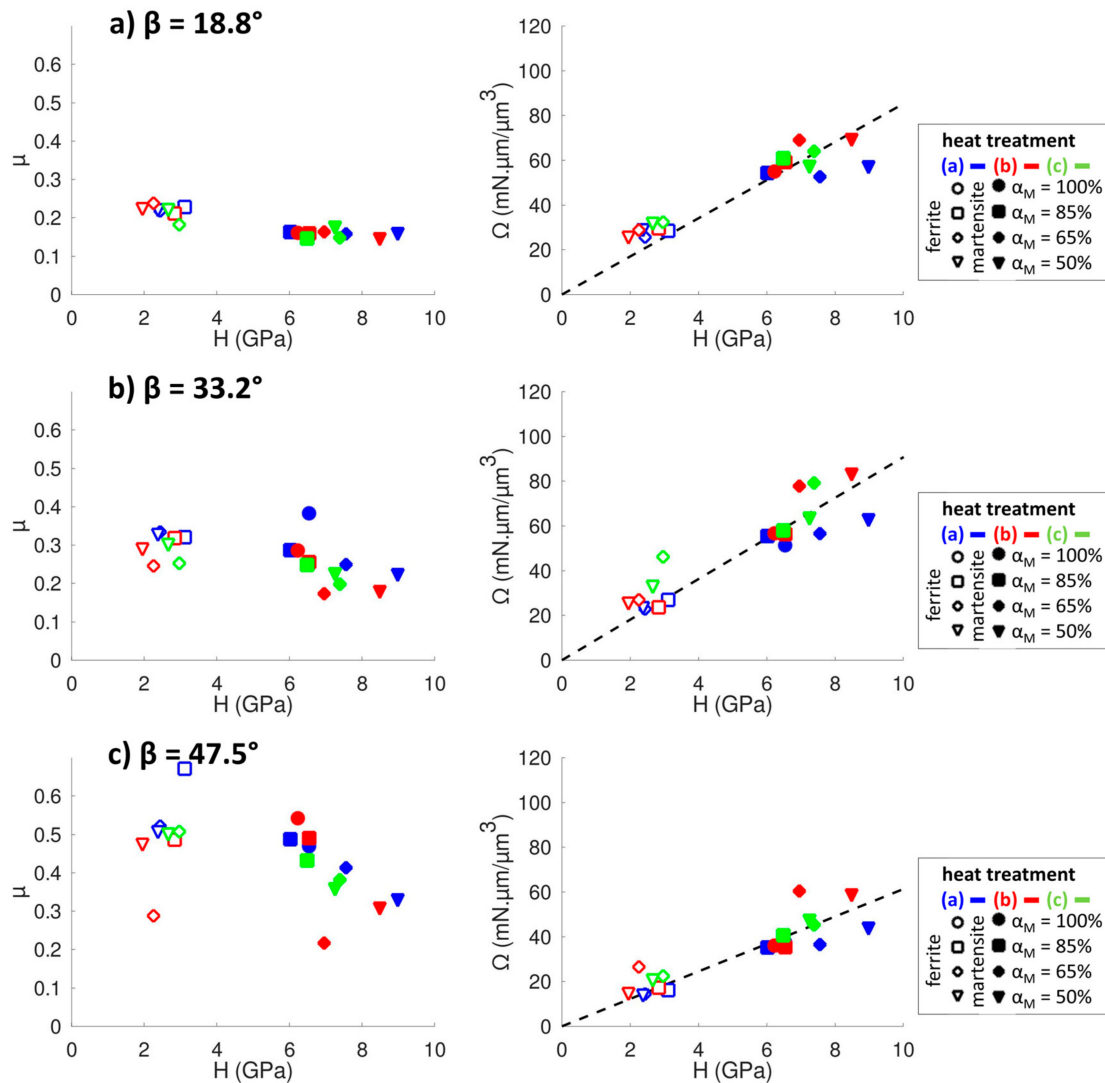 a) β = 18.8°
0.6
0.5
0.4
0.3
0.2
0.1
0
μ
0 2 4 6 8 10
H (GPa)
120
100
80
60
40
20
0
Ω (mN.μm/μm³)
0 2 4 6 8 10
H (GPa)
heat treatment
(a) (b) (c)
ferrite
martensite
α_M = 100%
α_M = 85%
α_M = 65%
α_M = 50%
b) β = 33.2°
0.6
0.5
0.4
0.3
0.2
0.1
0
μ
0 2 4 6 8 10
H (GPa)
120
100
80
60
40
20
0
Ω (mN.μm/μm³)
0 2 4 6 8 10
H (GPa)
heat treatment
(a) (b) (c)
ferrite
martensite
α_M = 100%
α_M = 85%
α_M = 65%
α_M = 50%
c) β = 47.5°
0.6
0.5
0.4
0.3
0.2
0.1
0
μ
0 2 4 6 8 10
H (GPa)
120
100
80
60
40
20
0
Ω (mN.μm/μm³)
0 2 4 6 8 10
H (GPa)
heat treatment
(a) (b) (c)
ferrite
martensite
α_M = 100%
α_M = 85%
α_M = 65%
α_M = 50%